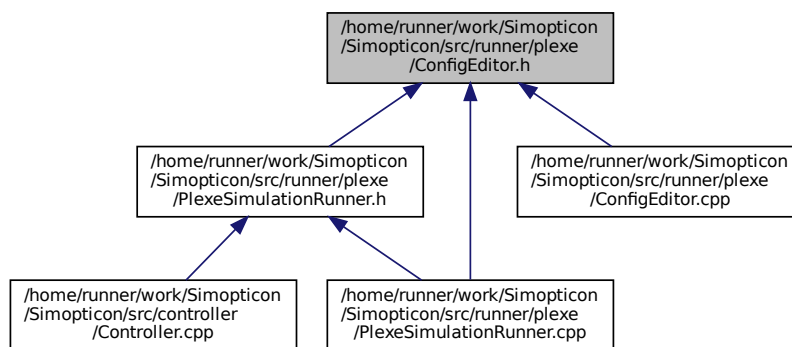 /home/runner/work/Simopticon
/Simopticon/src/runner/plexe
/ConfigEditor.h
/home/runner/work/Simopticon
/Simopticon/src/runner/plexe
/PlexeSimulationRunner.h
/home/runner/work/Simopticon
/Simopticon/src/runner/plexe
/ConfigEditor.cpp
/home/runner/work/Simopticon
/Simopticon/src/controller
/Controller.cpp
/home/runner/work/Simopticon
/Simopticon/src/runner/plexe
/PlexeSimulationRunner.cpp